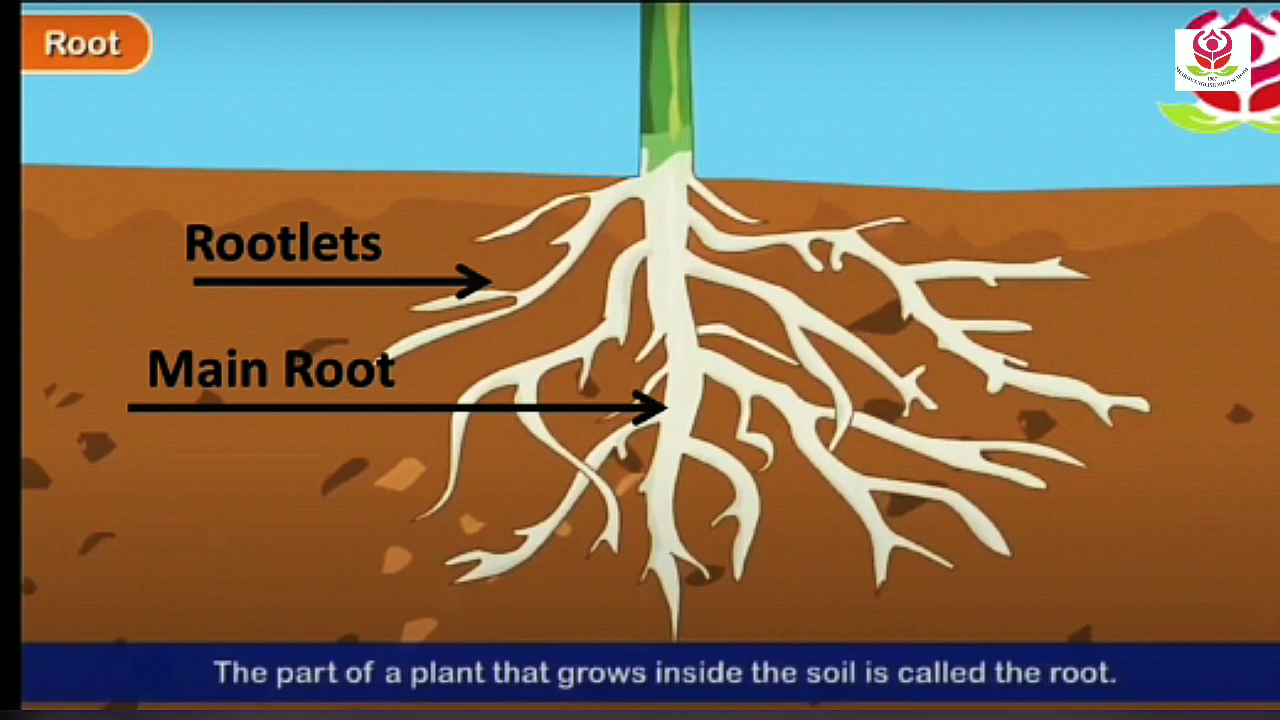 Root
Rootlets
Main Root
The part of a plant that grows inside the soil is called the root.